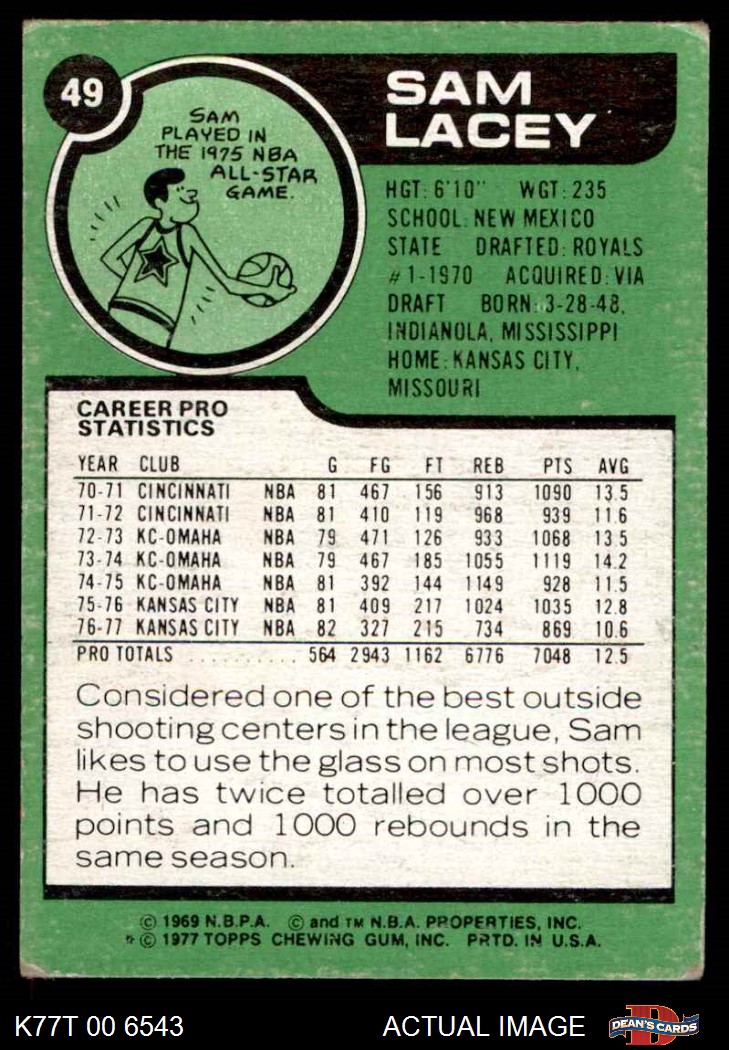 49
SAM
PLAYED IN
THE 1975 NBA
ALL-STAR
GAME.
SAM
LACEY
HGT: 6'10" WGT: 235
SCHOOL: NEW MEXICO
STATE DRAFTED: ROYALS
#1-1970 ACQUIRED: VIA
DRAFT BORN: 3-28-48,
INDIANOLA, MISSISSIPPI
HOME: KANSAS CITY,
MISSOURI
CAREER PRO
STATISTICS
YEAR CLUB G FG FT REB PTS AVG
70-71 CINCINNATI NBA 81 467 156 913 1090 13.5
71-72 CINCINNATI NBA 81 410 119 968 939 11.6
72-73 KC-OMAHA NBA 79 471 126 933 1068 13.5
73-74 KC-OMAHA NBA 79 467 185 1055 1119 14.2
74-75 KC-OMAHA NBA 81 392 144 1149 928 11.5
75-76 KANSAS CITY NBA 81 409 217 1024 1035 12.8
76-77 KANSAS CITY NBA 82 327 215 734 869 10.6
PRO TOTALS .......... 564 2943 1162 6776 7048 12.5
Considered one of the best outside
shooting centers in the league, Sam
likes to use the glass on most shots.
He has twice totalled over 1000
points and 1000 rebounds in the
same season.
© 1969 N.B.P.A. © and TM N.B.A. PROPERTIES, INC.
* © 1977 TOPPS CHEWING GUM, INC. PRTD. IN U.S.A.
K77T 00 6543 ACTUAL IMAGE D DEAN'S CARDS